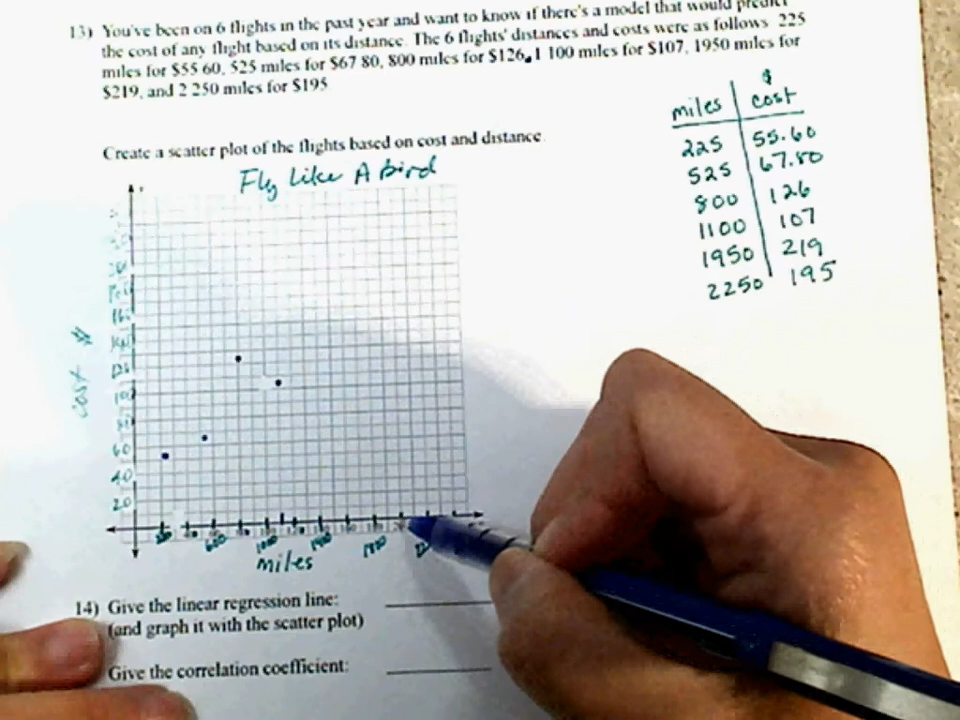 13) You've been on 6 flights in the past year and want to know if there's a model that would predict
the cost of any flight based on its distance. The 6 flights' distances and costs were as follows 225
miles for $55 60, 525 miles for $67 80, 800 miles for $126, 1 100 miles for $107, 1950 miles for
$219, and 2 250 miles for $195
miles $ cost
225 55.60
525 67.80
800 126
1100 107
1950 219
2250 195
Create a scatter plot of the flights based on cost and distance.
Fly Like A bird
cost $
80
60
40
20
600 1000 1400 1800
miles
14) Give the linear regression line:
(and graph it with the scatter plot)
Give the correlation coefficient: